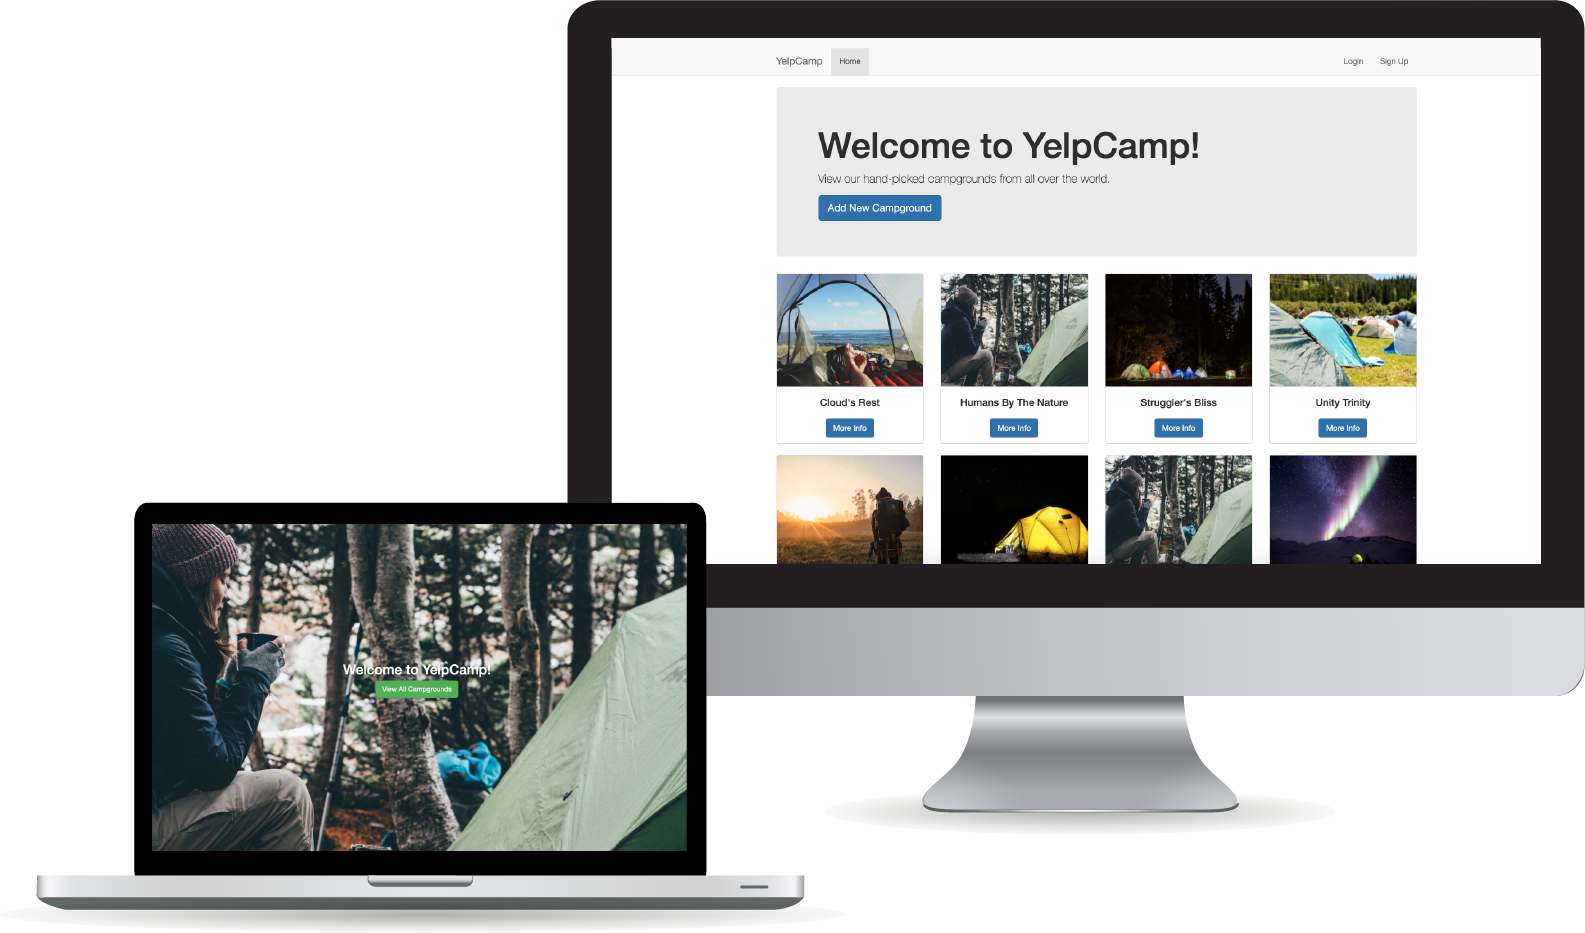 YelpCamp Home Login Sign Up
Welcome to YelpCamp!
View our hand-picked campgrounds from all over the world.
Add New Campground
Cloud's Rest
Humans By The Nature
Struggler's Bliss
Unity Trinity
More Info
More Info
More Info
More Info
Welcome to YelpCamp!
View All Campgrounds